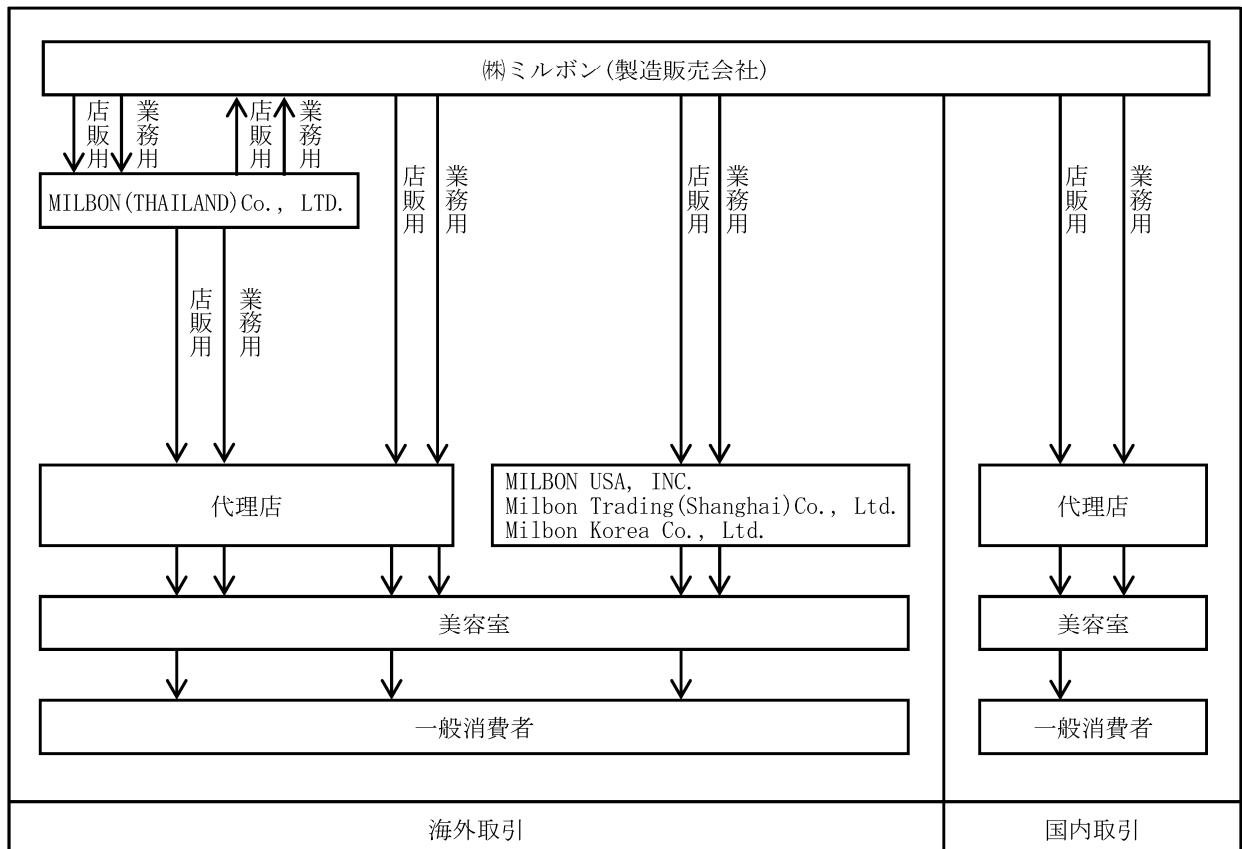 ㈱ミルボン(製造販売会社)
店販用
業務用
店販用
業務用
店販用
業務用
店販用
業務用
店販用
業務用
MILBON(THAILAND)Co., LTD.
店販用
業務用
代理店
MILBON USA, INC.
Milbon Trading(Shanghai)Co., Ltd.
Milbon Korea Co., Ltd.
代理店
美容室
美容室
一般消費者
一般消費者
海外取引
国内取引